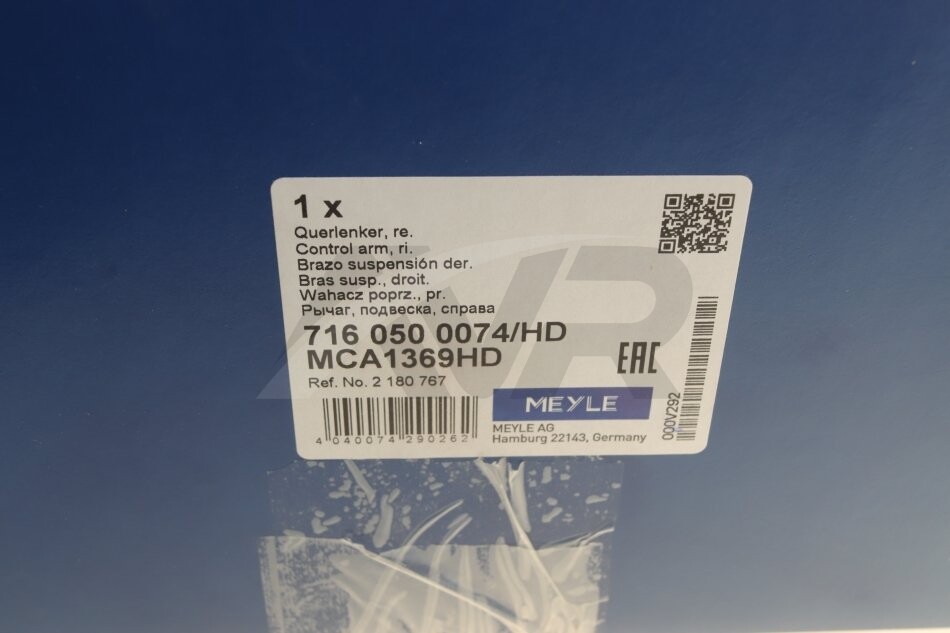 1 x
Querlenker, re.
Control arm, ri.
Brazo suspensión der.
Bras susp., droit.
Wahacz poprz., pr.
Рычаг, подвеска, справа
716 050 0074/HD
MCA1369HD
Ref. No. 2 180 767
EAC
MEYLE
MEYLE AG
Hamburg 22143, Germany
4 040074 290262
000V292
AVR